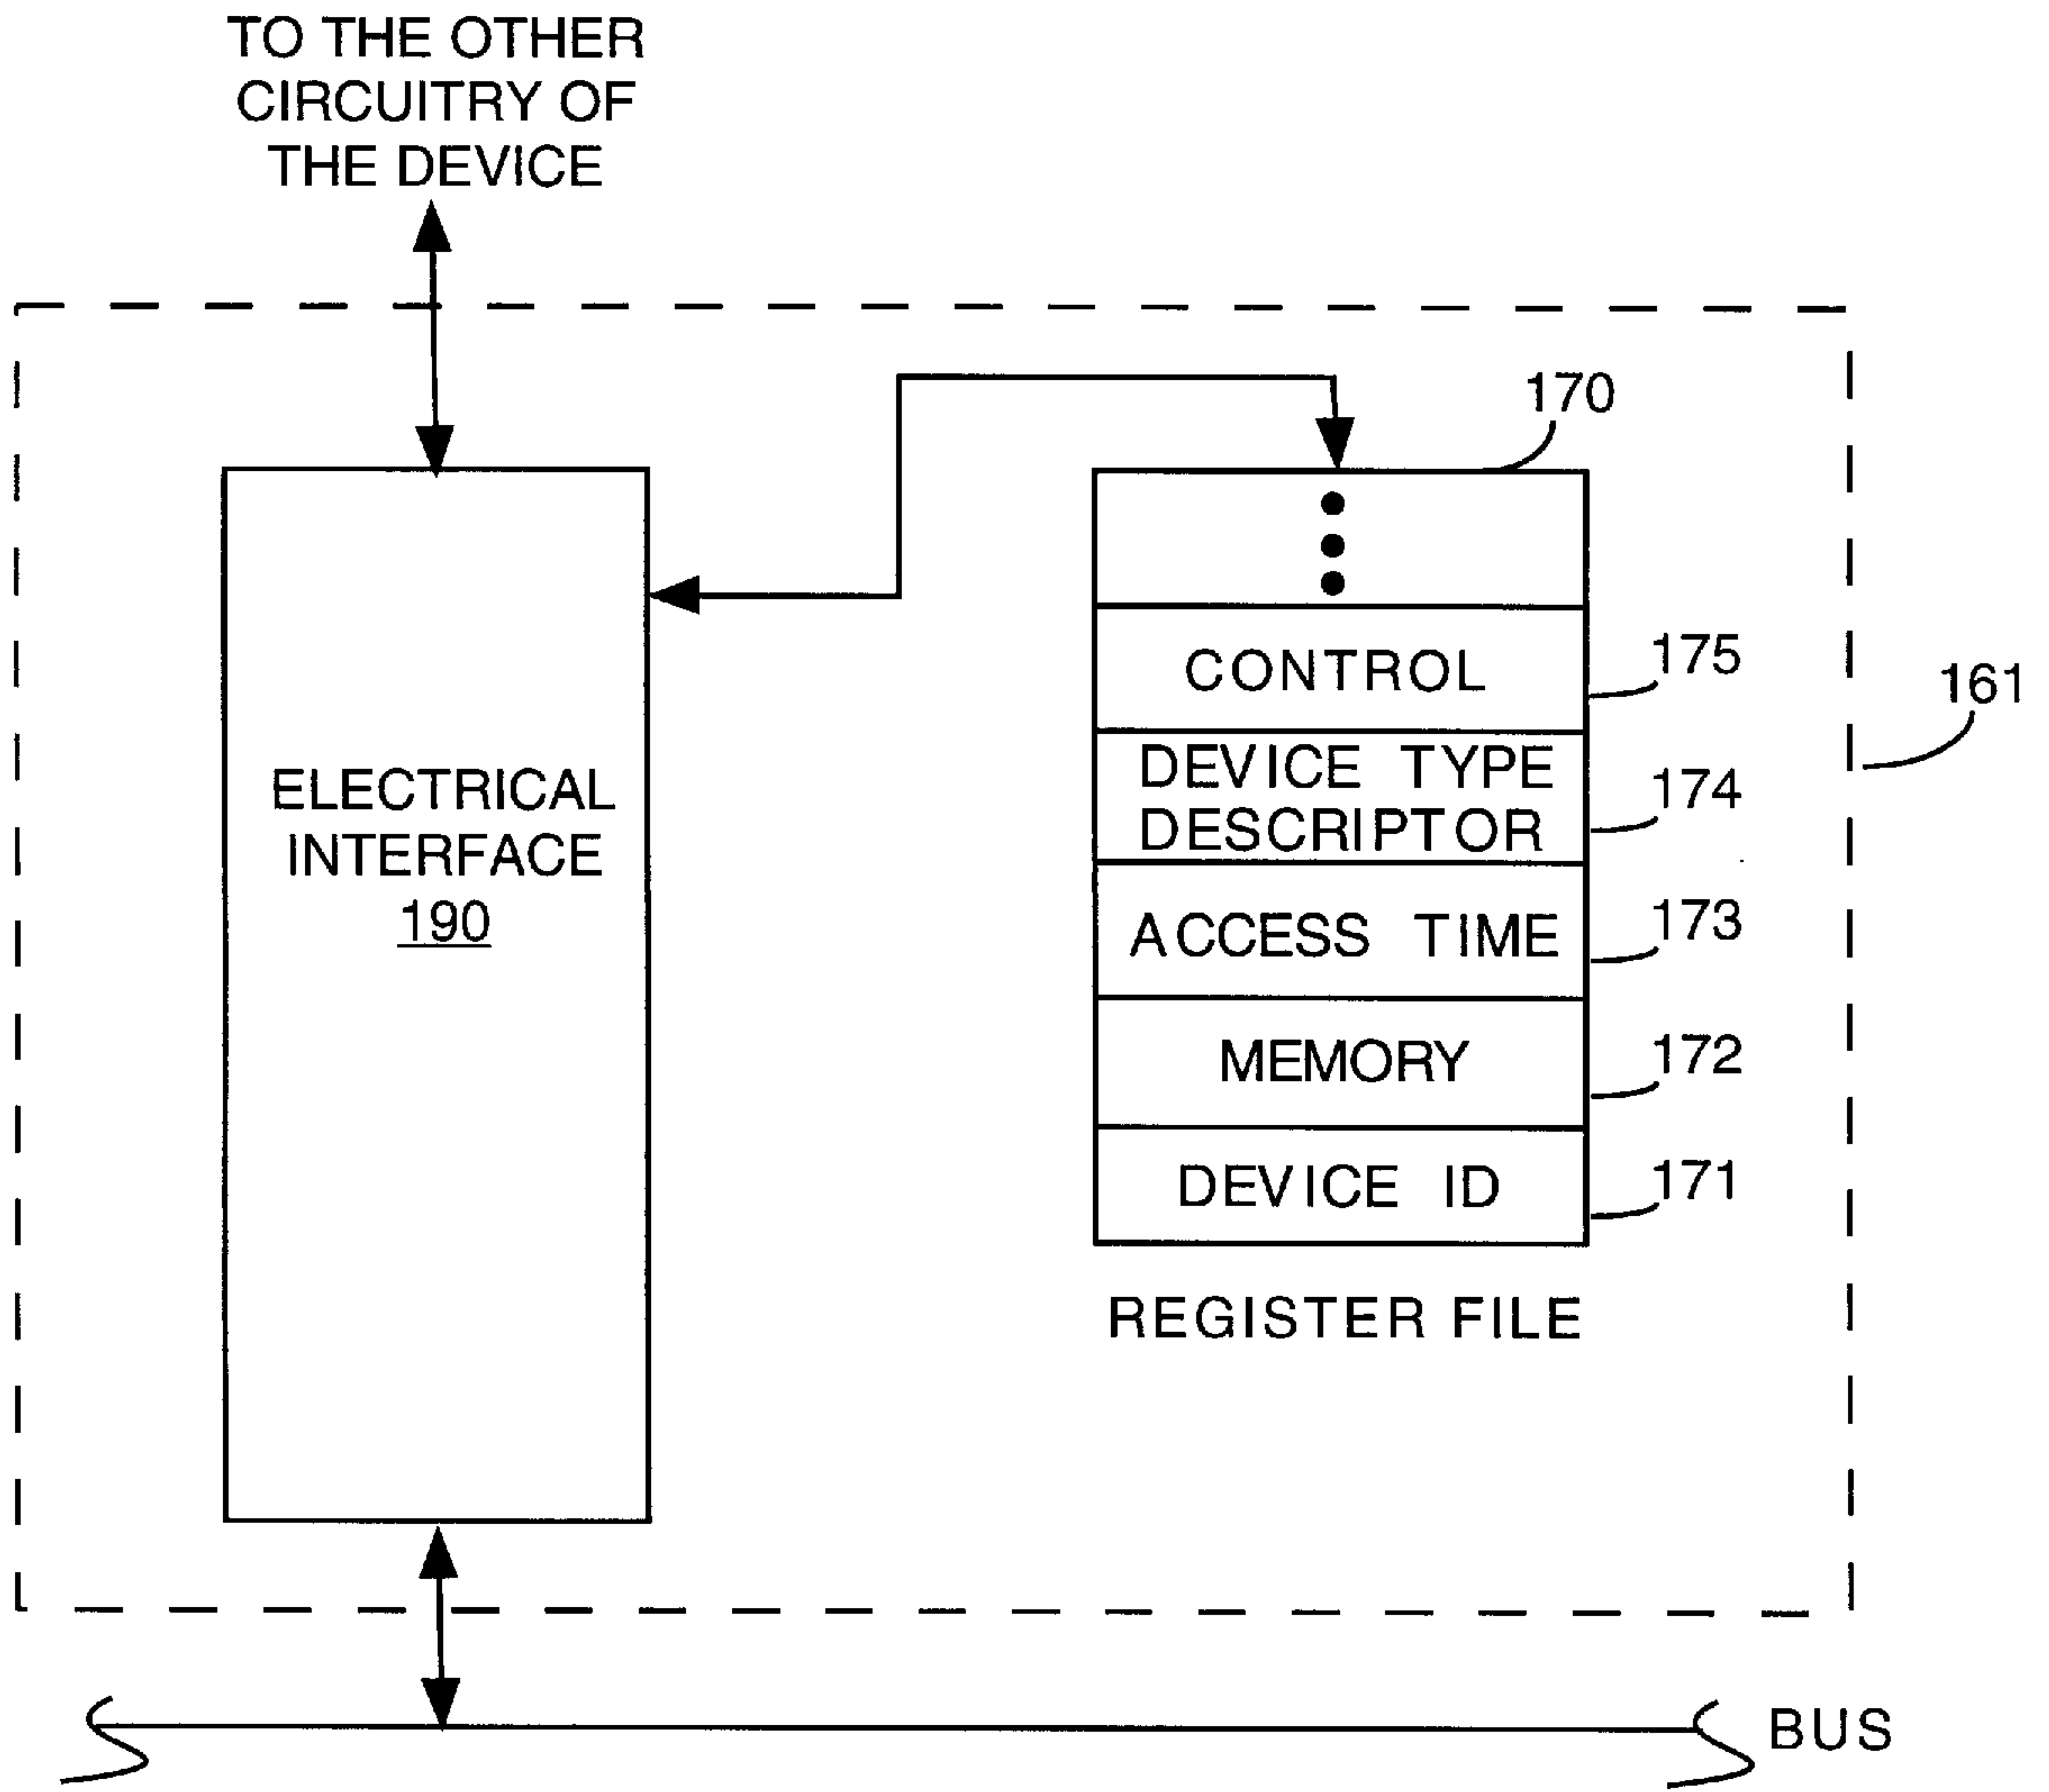 TO THE OTHER
CIRCUITRY OF
THE DEVICE
170
CONTROL
175
161
DEVICE TYPE
DESCRIPTOR
174
ELECTRICAL
INTERFACE
190
ACCESS TIME
173
MEMORY
172
DEVICE ID
171
REGISTER FILE
BUS